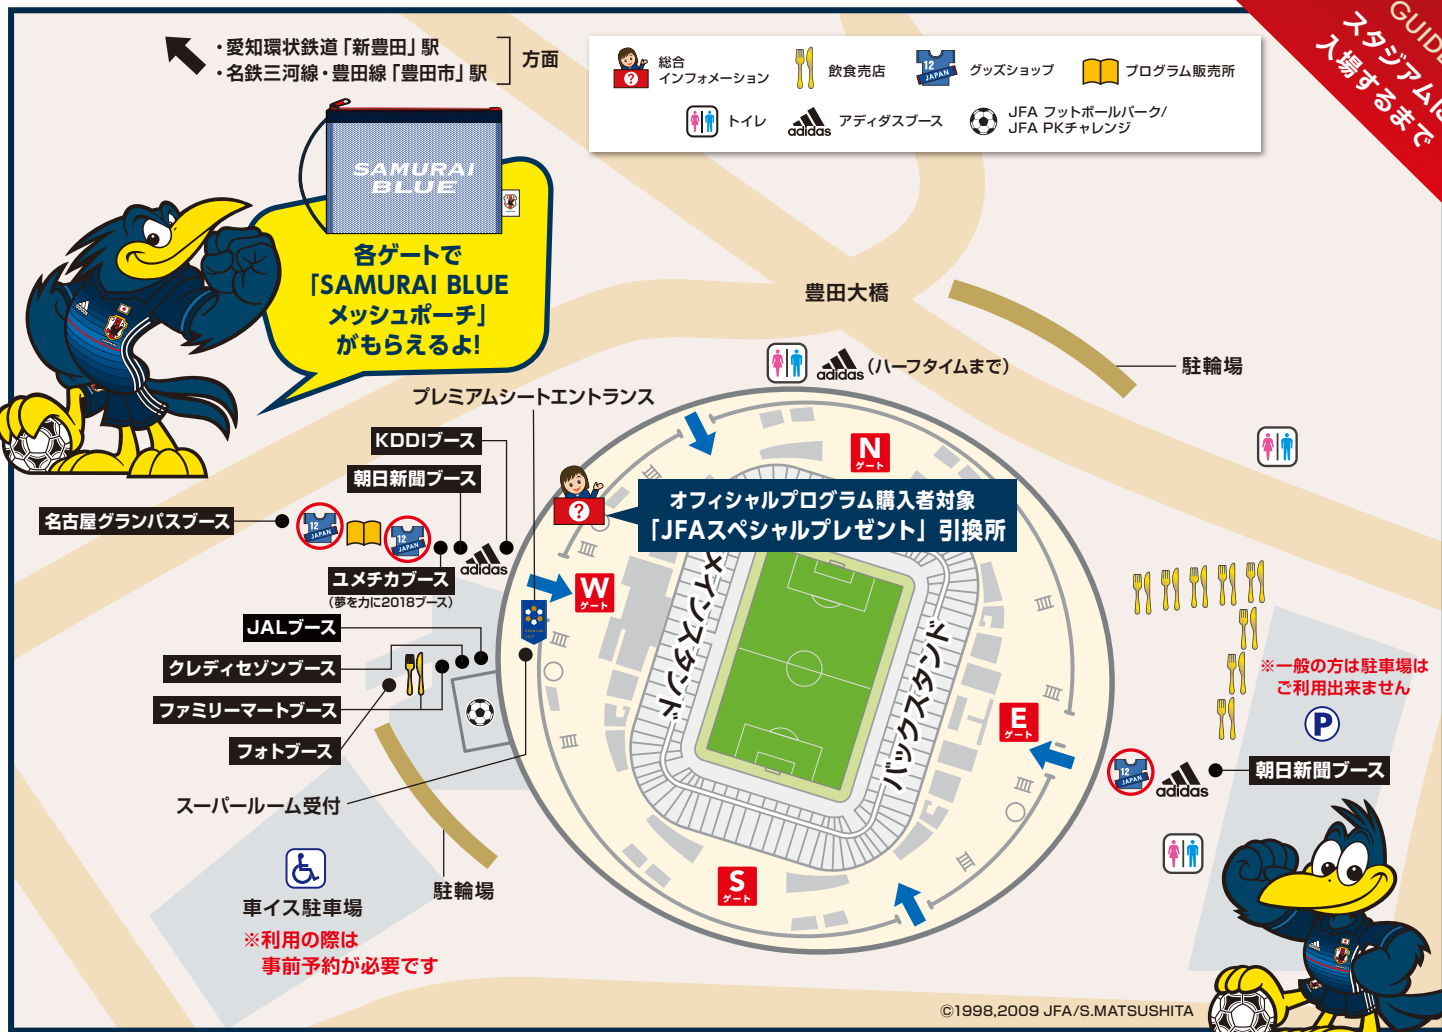 ・愛知環状鉄道「新豊田」駅
・名鉄三河線・豊田線「豊田市」駅
方面
総合
インフォメーション
飲食売店
12
JAPAN
グッズショップ
プログラム販売所
トイレ
adidas
アディダスブース
JFA フットボールパーク/
JFA PKチャレンジ
GUIDE
スタジアムに
入場するまで
SAMURAI
BLUE
各ゲートで
「SAMURAI BLUE
メッシュポーチ」
がもらえるよ!
豊田大橋
駐輪場
adidas
(ハーフタイムまで)
プレミアムシートエントランス
KDDIブース
朝日新聞ブース
名古屋グランパスブース
12
JAPAN
12
JAPAN
adidas
ユメチカブース
(夢を力に2018ブース)
JALブース
クレディセゾンブース
ファミリーマートブース
フォトブース
スーパールーム受付
N
ゲート
オフィシャルプログラム購入者対象
「JFAスペシャルプレゼント」引換所
W
ゲート
メインスタンド
バックスタンド
E
ゲート
S
ゲート
※一般の方は駐車場は
ご利用出来ません
P
12
JAPAN
adidas
朝日新聞ブース
駐輪場
車イス駐車場
※利用の際は
事前予約が必要です
©1998,2009 JFA/S.MATSUSHITA